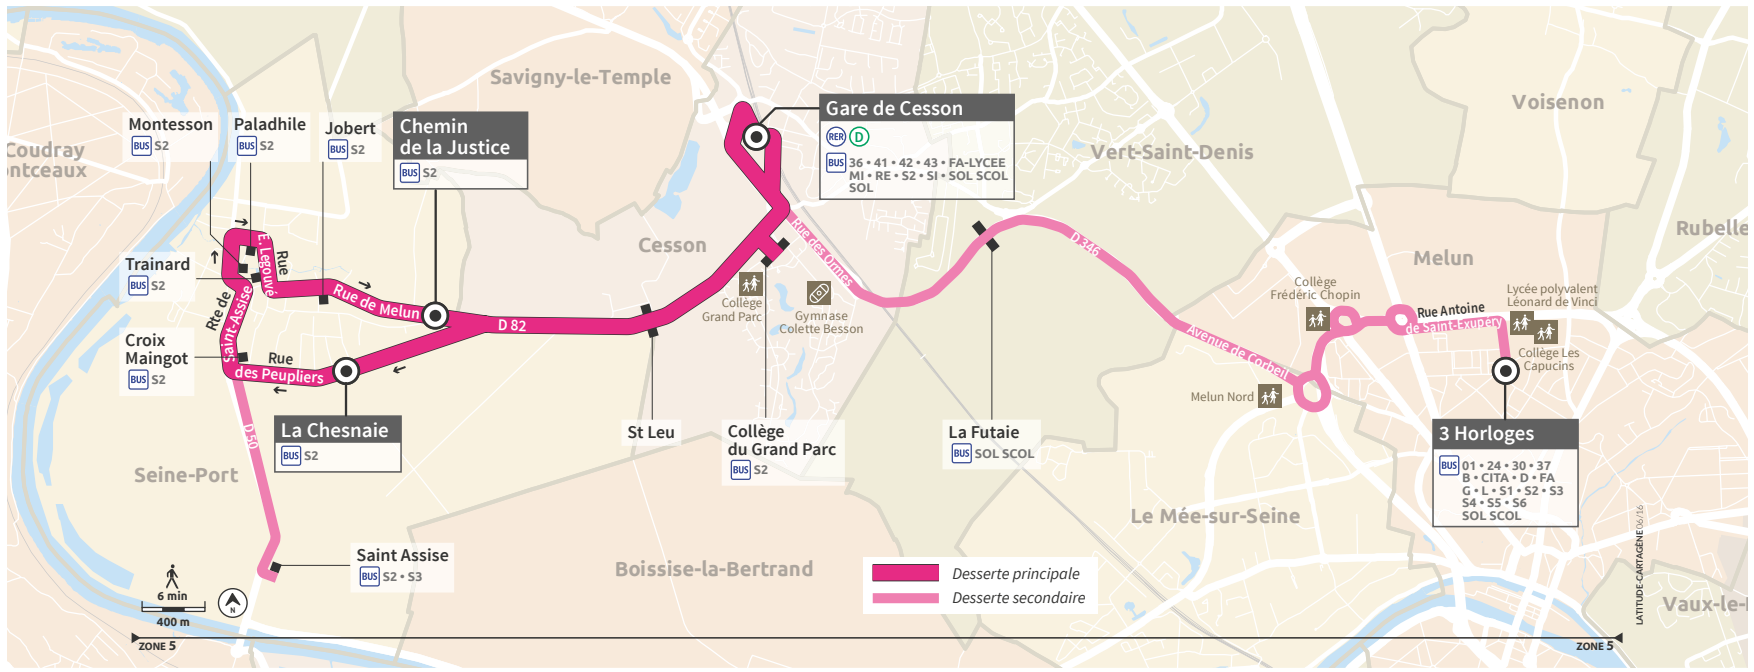 Savigny-le-Temple
Voisenon
Coudray
ontceaux
Montesson
BUS S2
Paladhile
BUS S2
Jobert
BUS S2
Chemin
de la Justice
BUS S2
Gare de Cesson
RER D
BUS 36 • 41 • 42 • 43 • FA-LYCEE
MI • RE • S2 • SI • SOL SCOL
SOL
Vert-Saint-Denis
Rubelle
Cesson
Melun
Trainard
BUS S2
Rue
E. Legouvé
Rte de
Saint-Assise
Rue de Melun
D 82
Rue des Ormes
D 346
Collège
Grand Parc
Gymnase
Colette Besson
Collège
Frédéric Chopin
Lycée polyvalent
Léonard de Vinci
Rue Antoine
de Saint-Exupéry
Collège Les
Capucins
Avenue de Corbeil
Melun Nord
Croix
Maingot
BUS S2
Rue
des Peupliers
D 50
La Chesnaie
BUS S2
St Leu
Collège
du Grand Parc
BUS S2
La Futaie
BUS SOL SCOL
3 Horloges
BUS 01 • 24 • 30 • 37
B • CITA • D • FA
G • L • S1 • S2 • S3
S4 • S5 • S6
SOL SCOL
Seine-Port
Le Mée-sur-Seine
Saint Assise
BUS S2 • S3
Boissise-la-Bertrand
Desserte principale
Desserte secondaire
6 min
400 m
N
LATITUDE-CARTAGÈNE 06/16
Vaux-le-
ZONE 5
ZONE 5